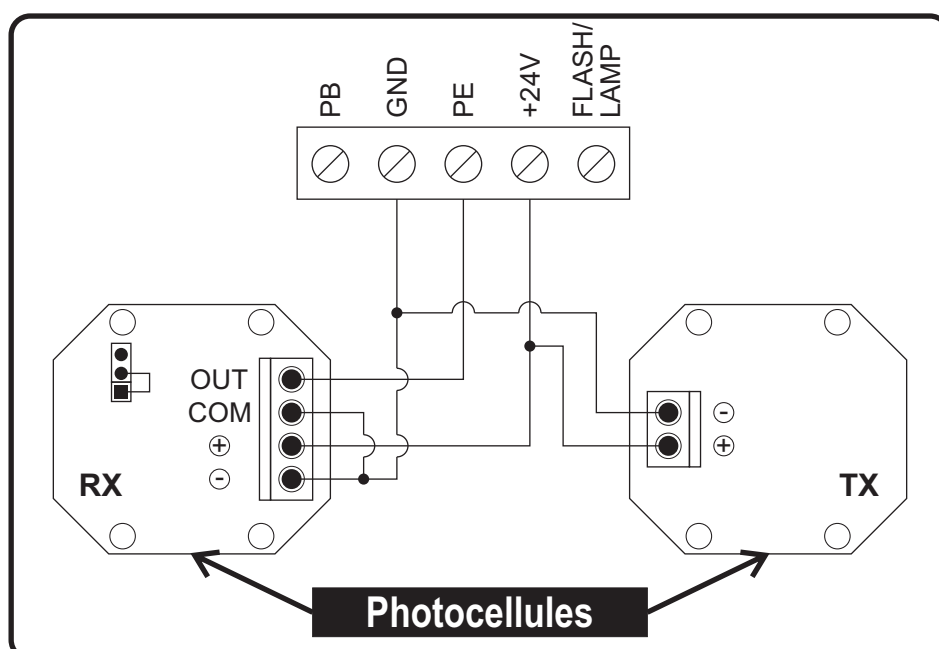 PB
GND
PE
+24V
FLASH/
LAMP
OUT
COM
+
-
RX
-
+
TX
Photocellules